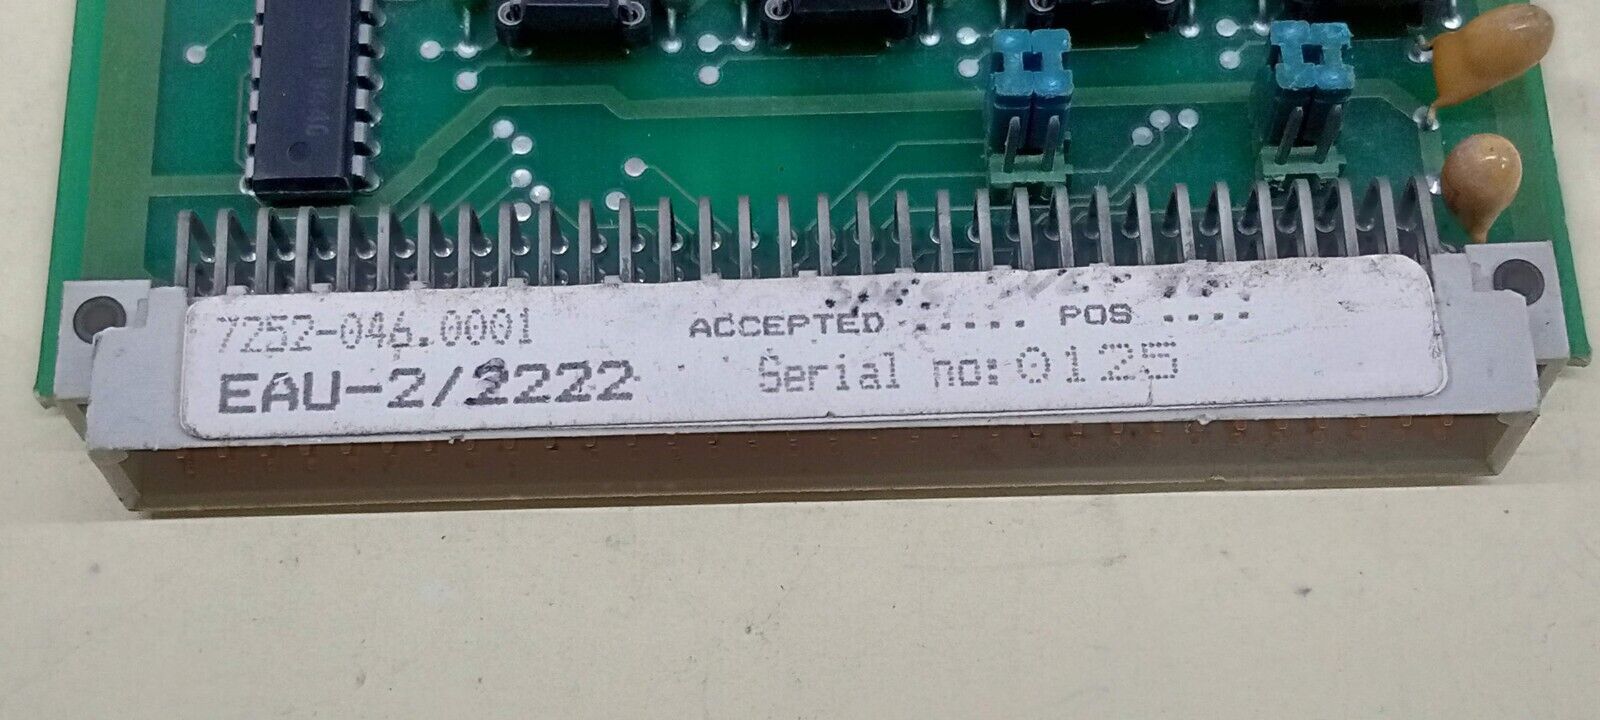 7252-046.0001 ACCEPTED ..... POS ....
EAU-2/2222 Serial no: 0125